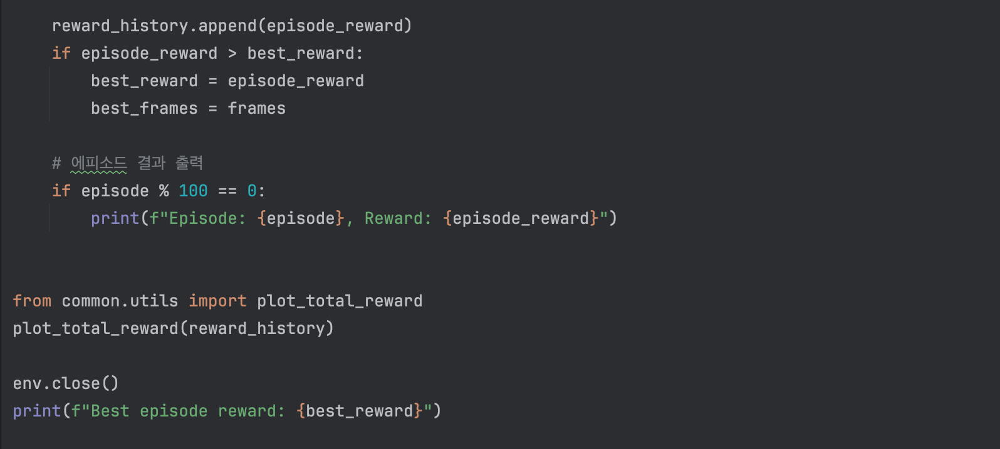 reward_history.append(episode_reward)
if episode_reward > best_reward:
best_reward = episode_reward
best_frames = frames
# 에피소드 결과 출력
if episode % 100 == 0:
print(f"Episode: {episode}, Reward: {episode_reward}")
from common.utils import plot_total_reward
plot_total_reward(reward_history)
env.close()
print(f"Best episode reward: {best_reward}")